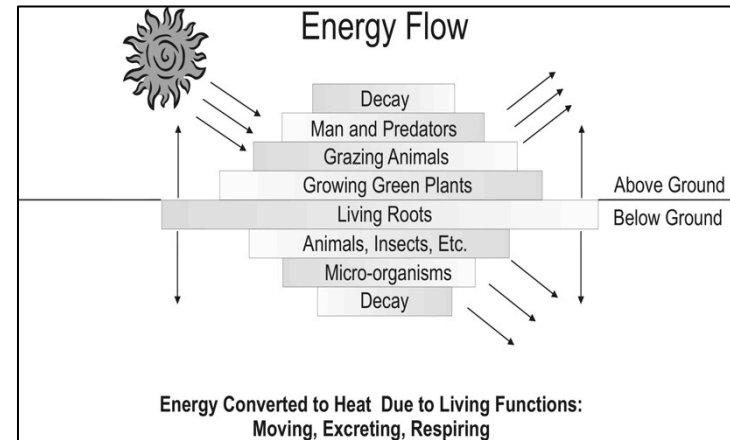 Energy Flow
Decay
Man and Predators
Grazing Animals
Growing Green Plants
Above Ground
Living Roots
Below Ground
Animals, Insects, Etc.
Micro-organisms
Decay
Energy Converted to Heat Due to Living Functions:
Moving, Excreting, Respiring